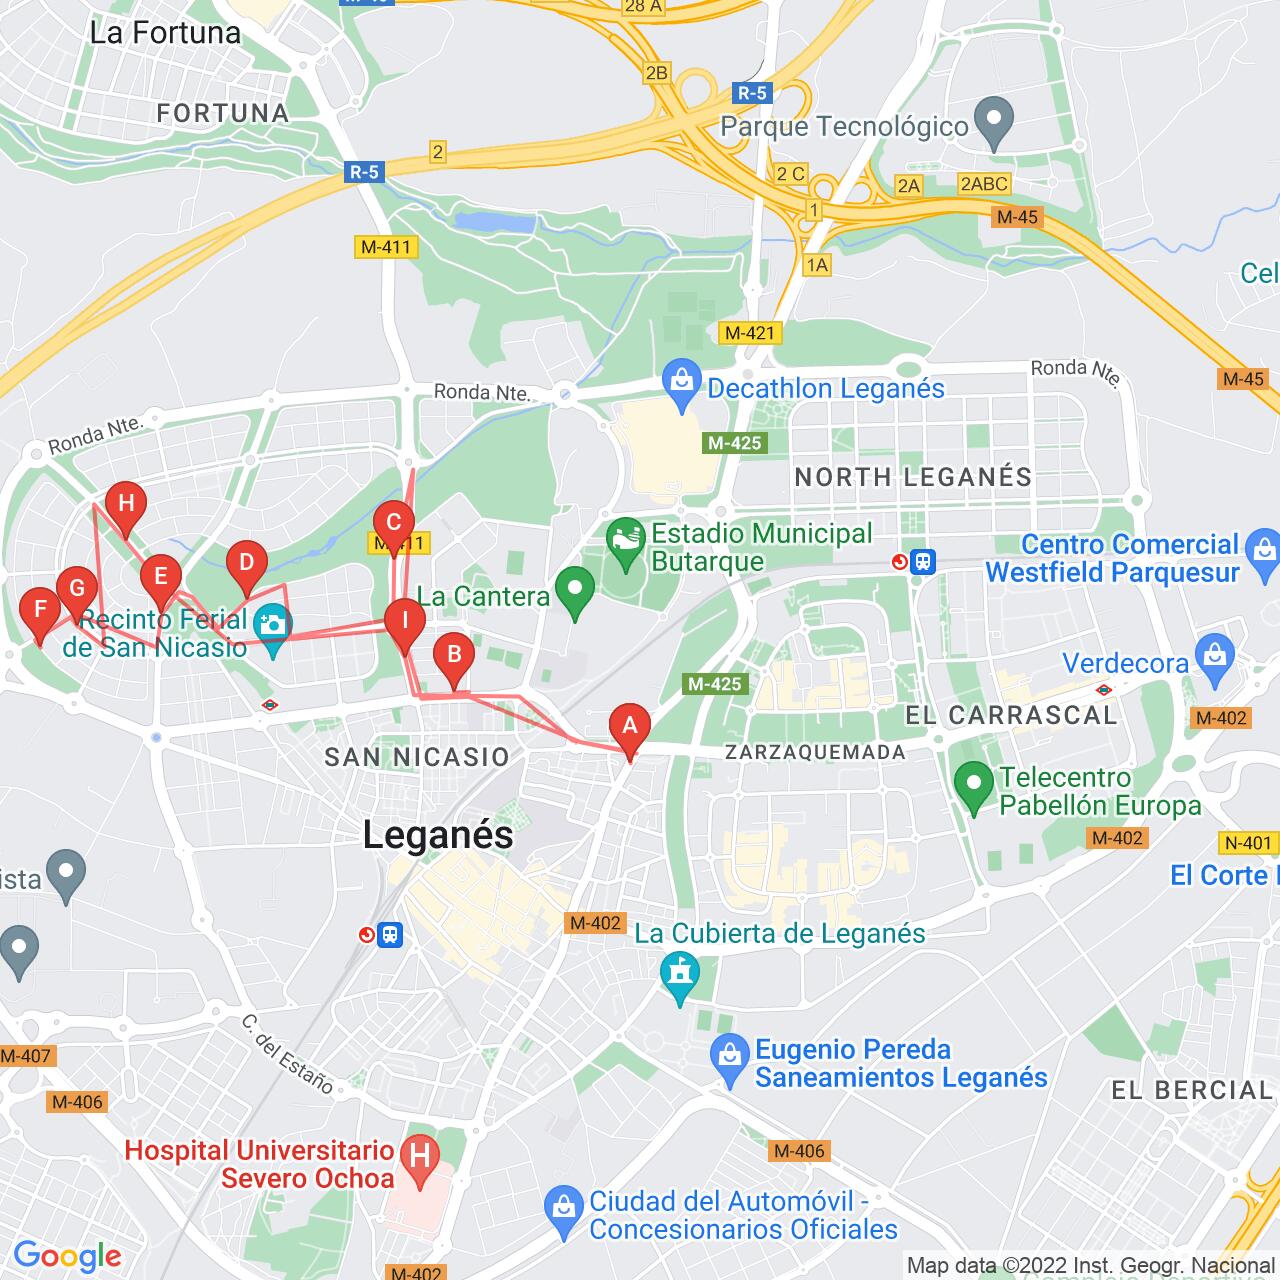 28 A
La Fortuna
2B
R-5
FORTUNA
Parque Tecnológico
2
R-5
2 C
2A
2ABC
1
M-45
M-411
1A
Cel
M-421
Ronda Nte.
Decathlon Leganés
Ronda Nte.
M-45
Ronda Nte.
M-425
NORTH LEGANÉS
H
C
M-411
Estadio Municipal
Butarque
Centro Comercial
Westfield Parquesur
D
E
G
F
La Cantera
Recinto Ferial
de San Nicasio
I
B
Verdecora
M-425
M-402
A
EL CARRASCAL
SAN NICASIO
ZARZAQUEMADA
Telecentro
Pabellón Europa
Leganés
M-402
N-401
ista
El Corte
M-402
La Cubierta de Leganés
C. del Estaño
M-407
Eugenio Pereda
Saneamientos Leganés
M-406
EL BERCIAL
Hospital Universitario
Severo Ochoa
H
M-406
Ciudad del Automóvil -
Concesionarios Oficiales
Google
M-402
Map data ©2022 Inst. Geogr. Nacional